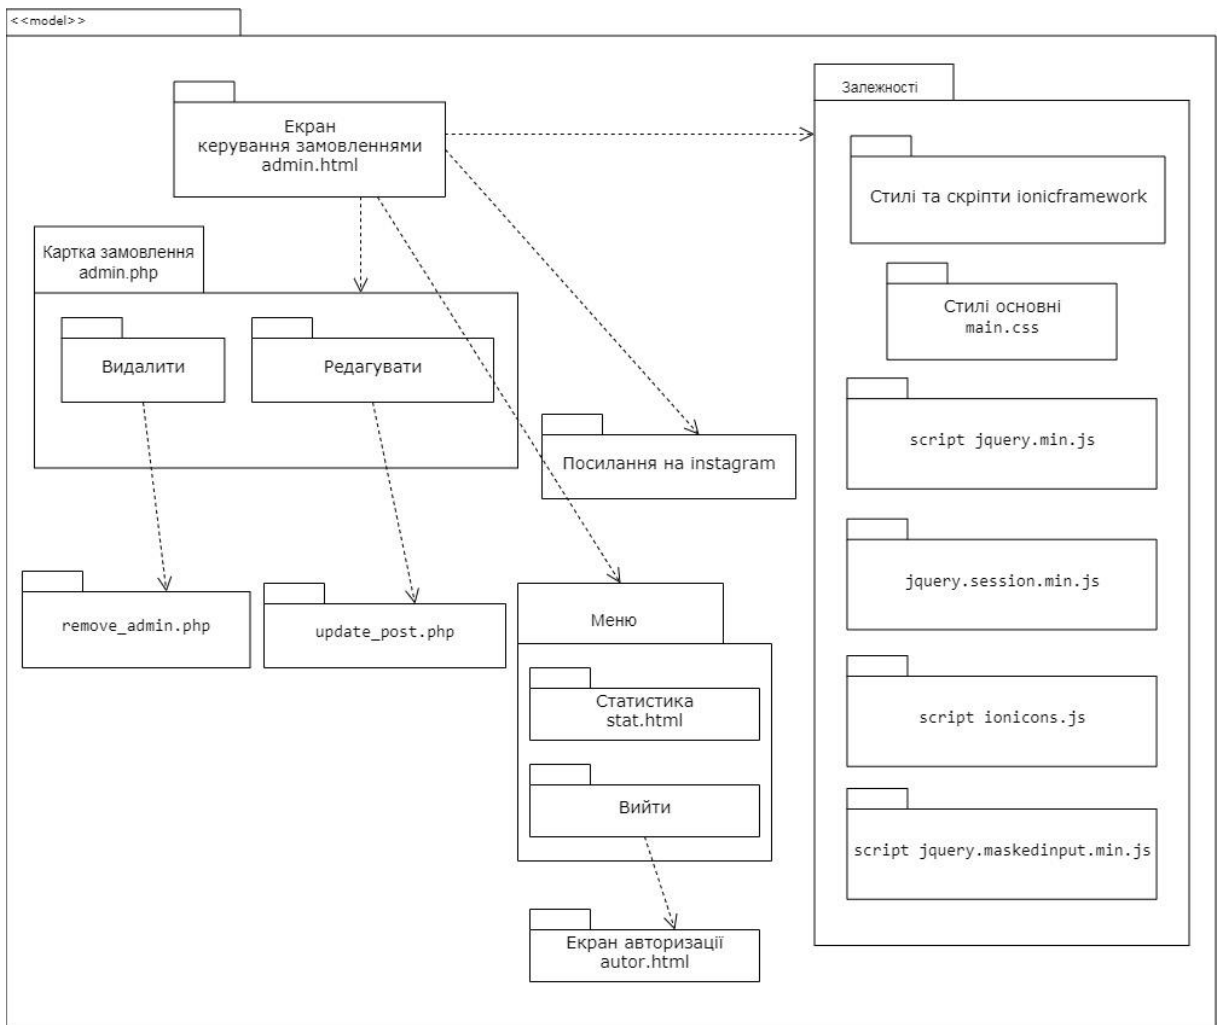 <<model>>
Залежності
Екран
керування замовленнями
admin.html
Стилі та скрипти ionicframework
Картка замовлення
admin.php
Стилі основні
main.css
Видалити
Редагувати
script jquery.min.js
Посилання на instagram
jquery.session.min.js
remove_admin.php
update_post.php
Меню
Статистика
stat.html
script ionicons.js
Вийти
script jquery.maskedinput.min.js
Екран авторизації
autor.html